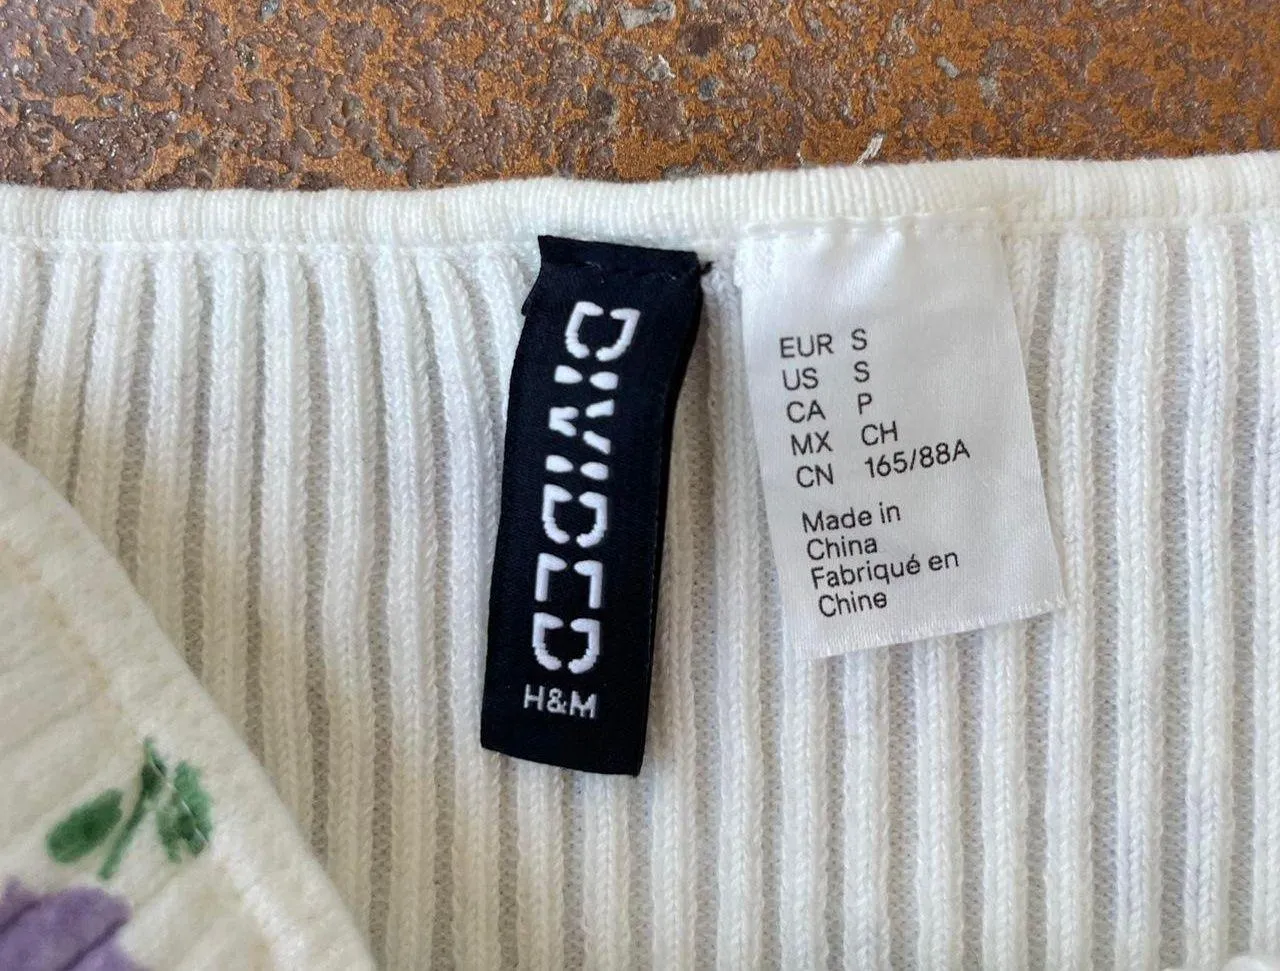 DIVIDED
H&M
EUR S
US S
CA P
MX CH
CN 165/88A
Made in
China
Fabriqué en
Chine